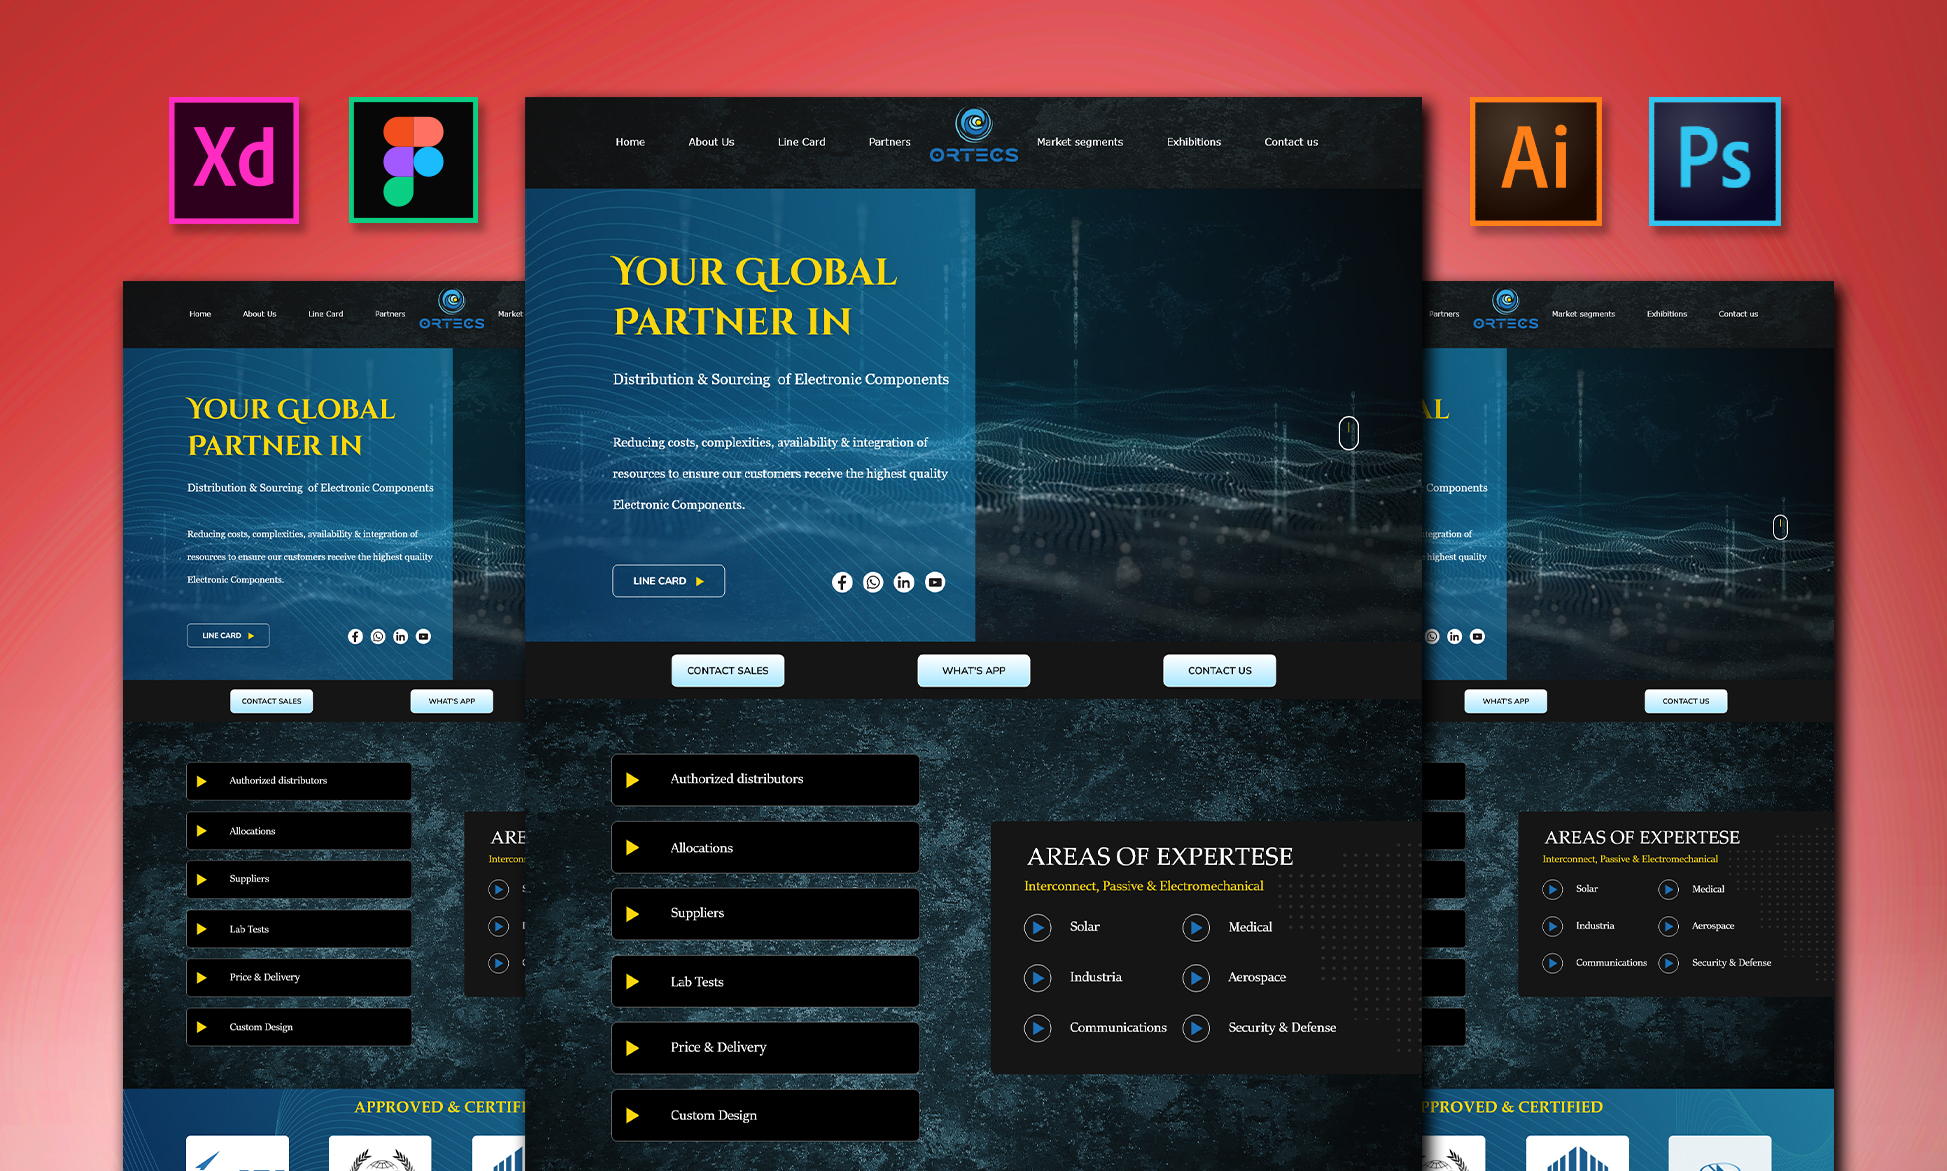 Xd
Ai
Ps
Home
About Us
Line Card
Partners
ORTECS
Market segments
Exhibitions
Contact us
YOUR GLOBAL
PARTNER IN
Distribution & Sourcing of Electronic Components
Reducing costs, complexities, availability & integration of
resources to ensure our customers receive the highest quality
Electronic Components.
LINE CARD
CONTACT SALES
WHAT'S APP
CONTACT US
Authorized distributors
Allocations
Suppliers
Lab Tests
Price & Delivery
Custom Design
AREAS OF EXPERTESE
Interconnect, Passive & Electromechanical
Solar
Medical
Industria
Aerospace
Communications
Security & Defense
Home
About Us
Line Card
Partners
ORTECS
Market
YOUR GLOBAL
PARTNER IN
Distribution & Sourcing of Electronic Components
Reducing costs, complexities, availability & integration of
resources to ensure our customers receive the highest quality
Electronic Components.
LINE CARD
CONTACT SALES
WHAT'S APP
Authorized distributors
Allocations
Suppliers
Lab Tests
Price & Delivery
Custom Design
ARE
Interconn
APPROVED & CERTIFI
Partners
ORTECS
Market segments
Exhibitions
Contact us
AL
Components
tegration of
highest quality
WHAT'S APP
CONTACT US
AREAS OF EXPERTESE
Interconnect, Passive & Electromechanical
Solar
Medical
Industria
Aerospace
Communications
Security & Defense
PPROVED & CERTIFIED